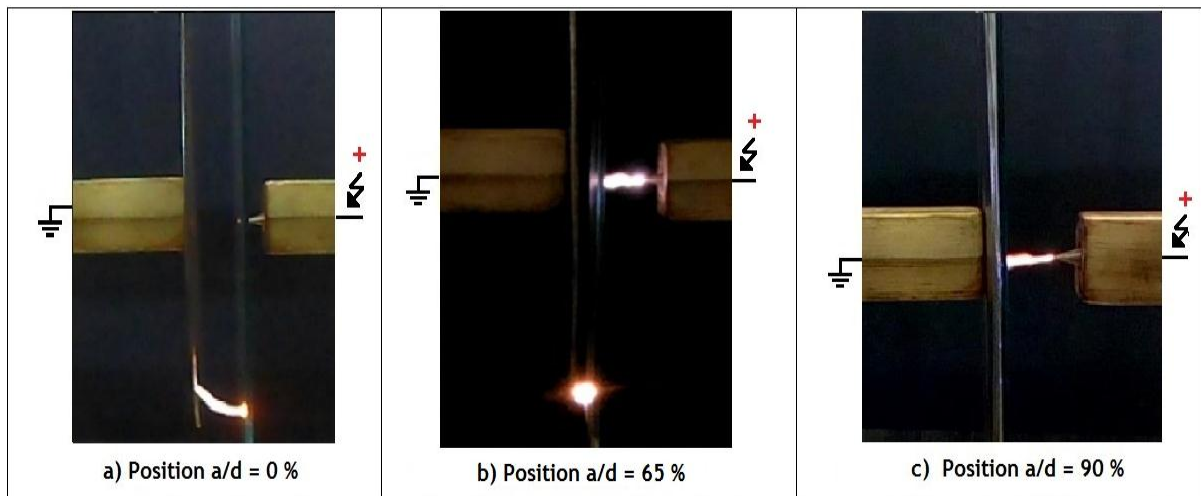 +
+
+
a) Position a/d = 0 %
b) Position a/d = 65 %
c) Position a/d = 90 %